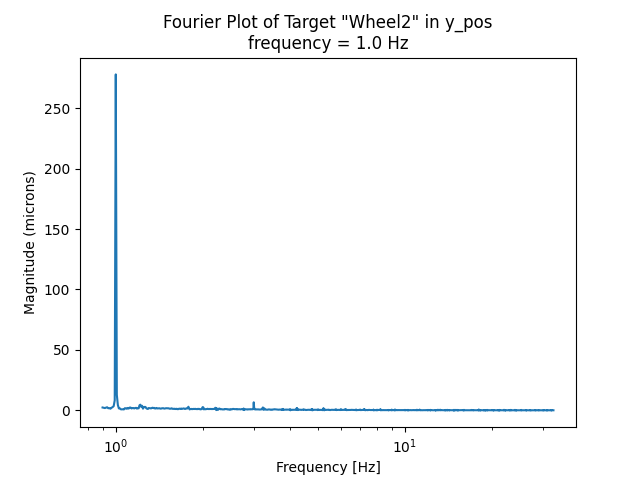 Fourier Plot of Target "Wheel2" in y_pos
frequency = 1.0 Hz
Magnitude (microns)
250
200
150
100
50
0
10⁰
10¹
Frequency [Hz]